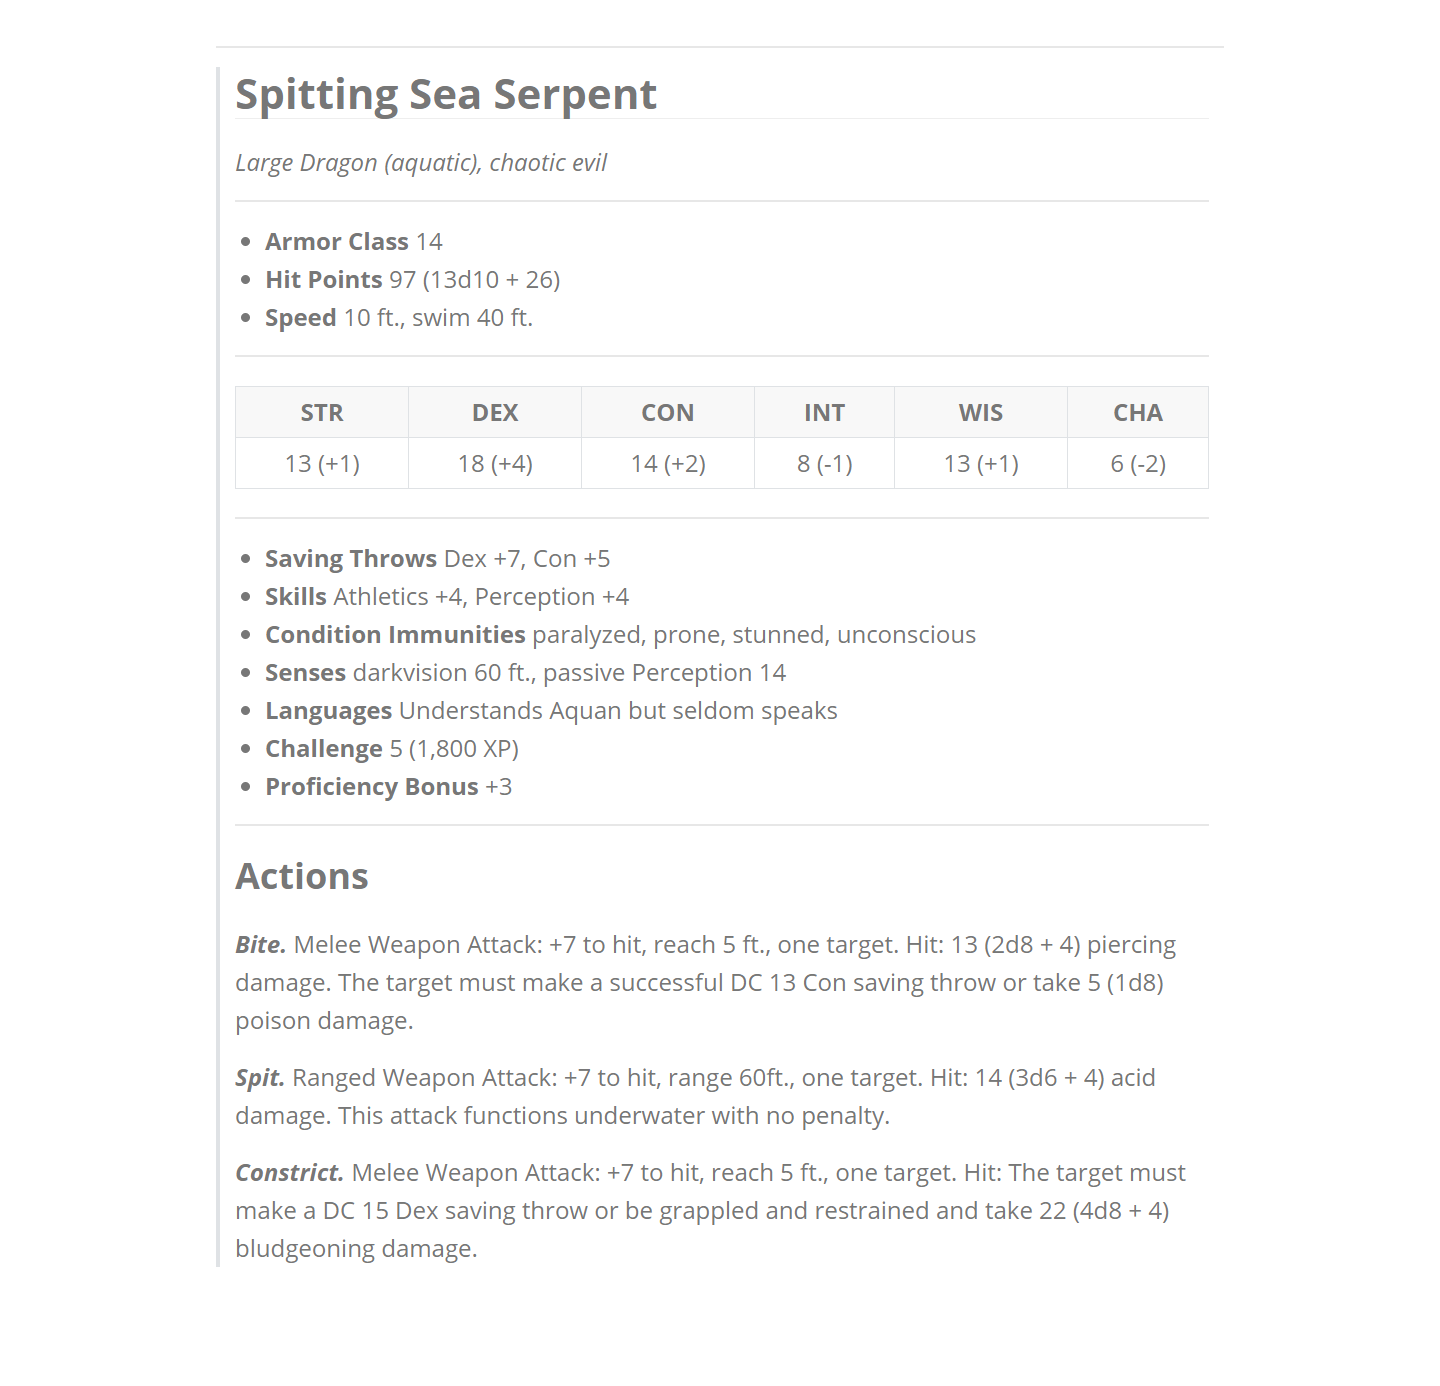 Spitting Sea Serpent
Large Dragon (aquatic), chaotic evil
Armor Class 14
Hit Points 97 (13d10 + 26)
Speed 10 ft., swim 40 ft.
STR DEX CON INT WIS CHA
13 (+1) 18 (+4) 14 (+2) 8 (-1) 13 (+1) 6 (-2)
Saving Throws Dex +7, Con +5
Skills Athletics +4, Perception +4
Condition Immunities paralyzed, prone, stunned, unconscious
Senses darkvision 60 ft., passive Perception 14
Languages Understands Aquan but seldom speaks
Challenge 5 (1,800 XP)
Proficiency Bonus +3
Actions
Bite. Melee Weapon Attack: +7 to hit, reach 5 ft., one target. Hit: 13 (2d8 + 4) piercing
damage. The target must make a successful DC 13 Con saving throw or take 5 (1d8)
poison damage.
Spit. Ranged Weapon Attack: +7 to hit, range 60ft., one target. Hit: 14 (3d6 + 4) acid
damage. This attack functions underwater with no penalty.
Constrict. Melee Weapon Attack: +7 to hit, reach 5 ft., one target. Hit: The target must
make a DC 15 Dex saving throw or be grappled and restrained and take 22 (4d8 + 4)
bludgeoning damage.